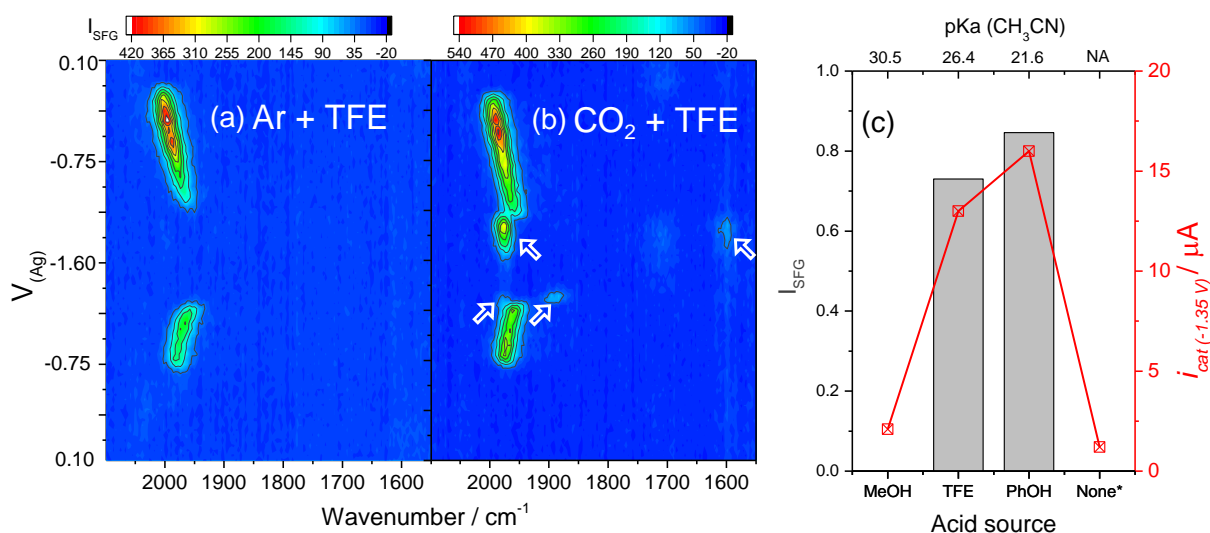 I_SFG
420 365 310 255 200 145 90 35 -20
540 470 400 330 260 190 120 50 -20
pKa (CH₃CN)
30.5 26.4 21.6 NA
0.10
-0.75
-1.60
-0.75
0.10
V_(Ag)
(a) Ar + TFE
(b) CO₂ + TFE
2000 1900 1800 1700 1600
2000 1900 1800 1700 1600
Wavenumber / cm⁻¹
(c)
1.0
0.8
0.6
0.4
0.2
0.0
I_SFG
20
15
10
5
0
i_cat (-1.35 V) / μA
MeOH TFE PhOH None*
Acid source